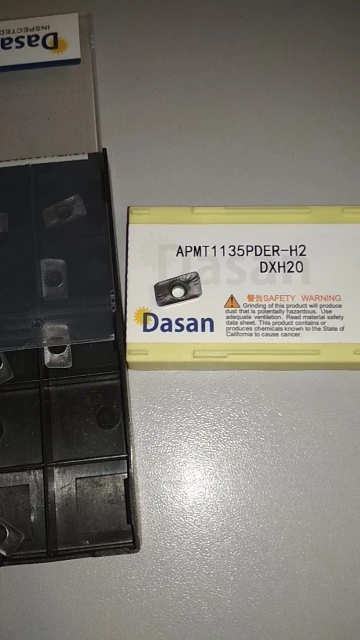 Dasan
INSPECTED
APMT1135PDER-H2
DXH20
Dasan
警告SAFETY WARNING
Grinding of this product will produce
dust that is potentially hazardous. Use
adequate ventilation. Read material safety
data sheet. This product contains or
produces chemicals known to the State of
California to cause cancer.
Dasan